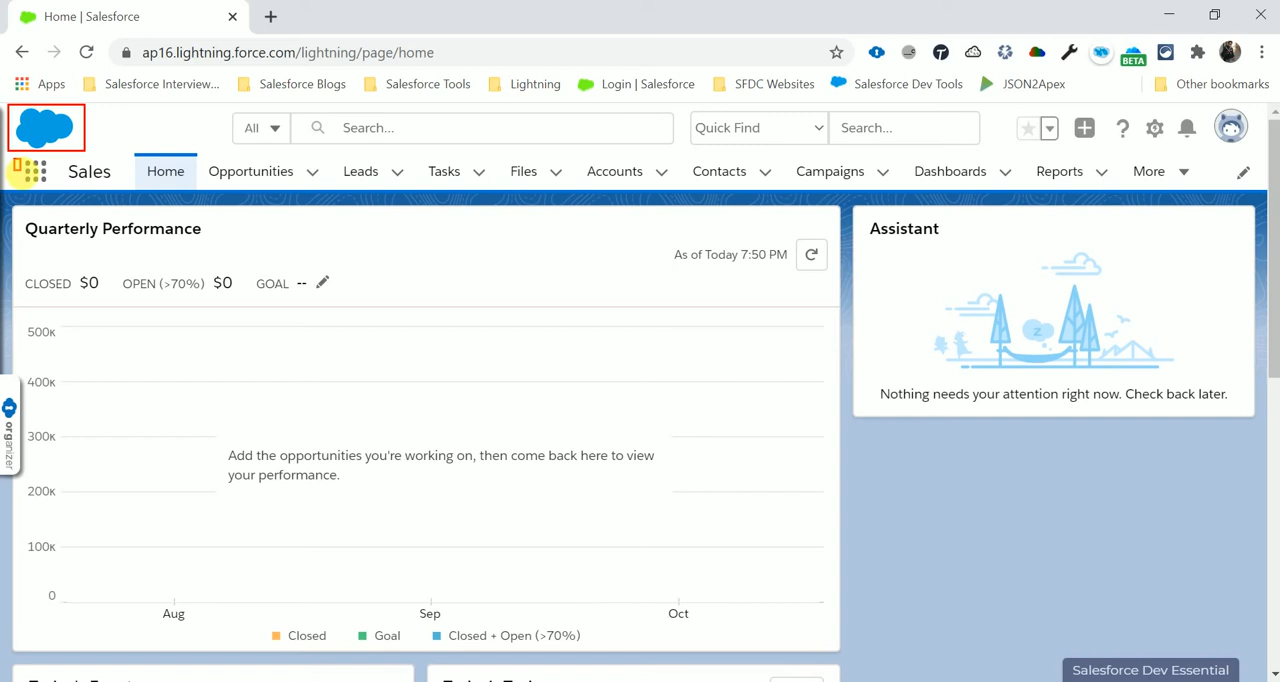 Home | Salesforce
ap16.lightning.force.com/lightning/page/home
Apps Salesforce Interview... Salesforce Blogs Salesforce Tools Lightning Login | Salesforce SFDC Websites Salesforce Dev Tools JSON2Apex Other bookmarks
BETA
All Search... Quick Find Search...
Sales Home Opportunities Leads Tasks Files Accounts Contacts Campaigns Dashboards Reports More
Quarterly Performance
As of Today 7:50 PM
CLOSED $0 OPEN (>70%) $0 GOAL --
500K
400K
300K
200K
100K
0
Add the opportunities you're working on, then come back here to view
your performance.
Aug Sep Oct
Closed Goal Closed + Open (>70%)
Assistant
z
Nothing needs your attention right now. Check back later.
organizer
Salesforce Dev Essential